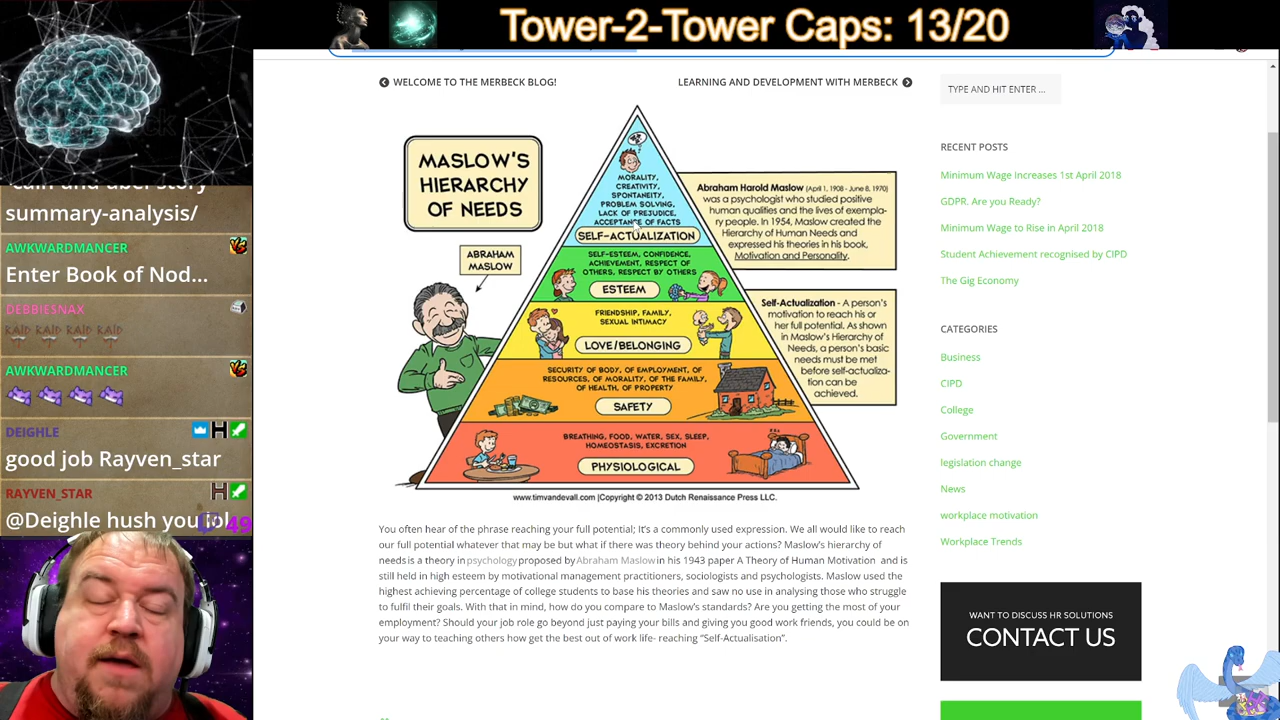 Tower-2-Tower Caps: 13/20
summary-analysis/
AWKWARDMANCER
Enter Book of Nod...
DEBBIESNAX
AWKWARDMANCER
DEIGHLE
good job Rayven_star
RAYVEN_STAR
@Deighle hush you lol
49
WELCOME TO THE MERBECK BLOG!
LEARNING AND DEVELOPMENT WITH MERBECK
MASLOW'S
HIERARCHY
OF NEEDS
ABRAHAM
MASLOW
MORALITY,
CREATIVITY,
SPONTANEITY,
PROBLEM SOLVING,
LACK OF PREJUDICE,
ACCEPTANCE OF FACTS
SELF-ACTUALIZATION
SELF-ESTEEM, CONFIDENCE,
ACHIEVEMENT, RESPECT OF
OTHERS, RESPECT BY OTHERS
ESTEEM
FRIENDSHIP, FAMILY,
SEXUAL INTIMACY
LOVE/BELONGING
SECURITY OF BODY, OF EMPLOYMENT, OF
RESOURCES, OF MORALITY, OF THE FAMILY,
OF HEALTH, OF PROPERTY
SAFETY
BREATHING, FOOD, WATER, SEX, SLEEP,
HOMEOSTASIS, EXCRETION
PHYSIOLOGICAL
Abraham Harold Maslow (April 1, 1908 - June 8, 1970)
was a psychologist who studied positive
human qualities and the lives of exempla-
ry people. In 1954, Maslow created the
Hierarchy of Human Needs and
expressed his theories in his book,
Motivation and Personality.
Self-Actualization - A person's
motivation to reach his or
her full potential. As shown
in Maslow's Hierarchy of
Needs, a person's basic
needs must be met
before self-actualiza-
tion can be
achieved.
www.timvandevall.com |Copyright © 2013 Dutch Renaissance Press LLC.
You often hear of the phrase reaching your full potential; It's a commonly used expression. We all would like to reach
our full potential whatever that may be but what if there was theory behind your actions? Maslow's hierarchy of
needs is a theory in psychology proposed by Abraham Maslow in his 1943 paper A Theory of Human Motivation and is
still held in high esteem by motivational management practitioners, sociologists and psychologists. Maslow used the
highest achieving percentage of college students to base his theories and saw no use in analysing those who struggle
to fulfil their goals. With that in mind, how do you compare to Maslow's standards? Are you getting the most of your
employment? Should your job role go beyond just paying your bills and giving you good work friends, you could be on
your way to teaching others how get the best out of work life- reaching "Self-Actualisation".
TYPE AND HIT ENTER ...
RECENT POSTS
Minimum Wage Increases 1st April 2018
GDPR. Are you Ready?
Minimum Wage to Rise in April 2018
Student Achievement recognised by CIPD
The Gig Economy
CATEGORIES
Business
CIPD
College
Government
legislation change
News
workplace motivation
Workplace Trends
WANT TO DISCUSS HR SOLUTIONS
CONTACT US